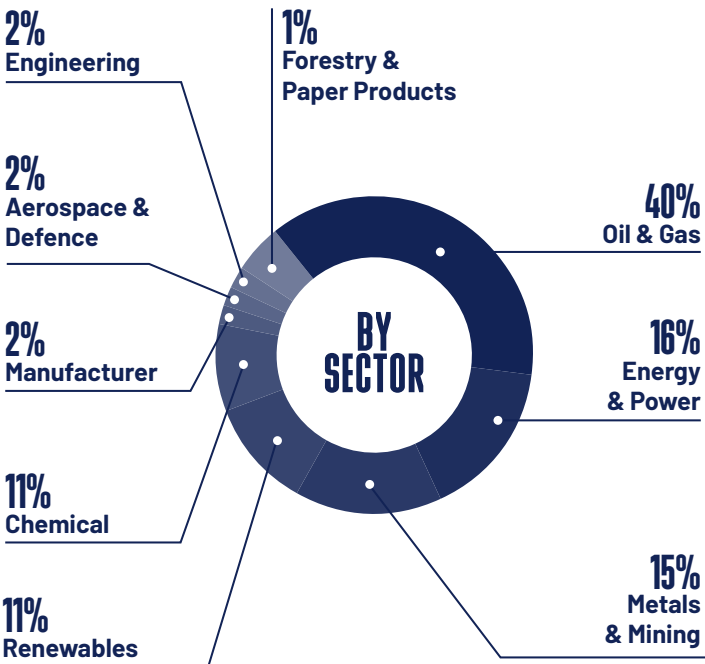 2%
Engineering
1%
Forestry &
Paper Products
2%
Aerospace &
Defence
40%
Oil & Gas
BY
SECTOR
2%
Manufacturer
16%
Energy
& Power
11%
Chemical
15%
Metals
& Mining
11%
Renewables